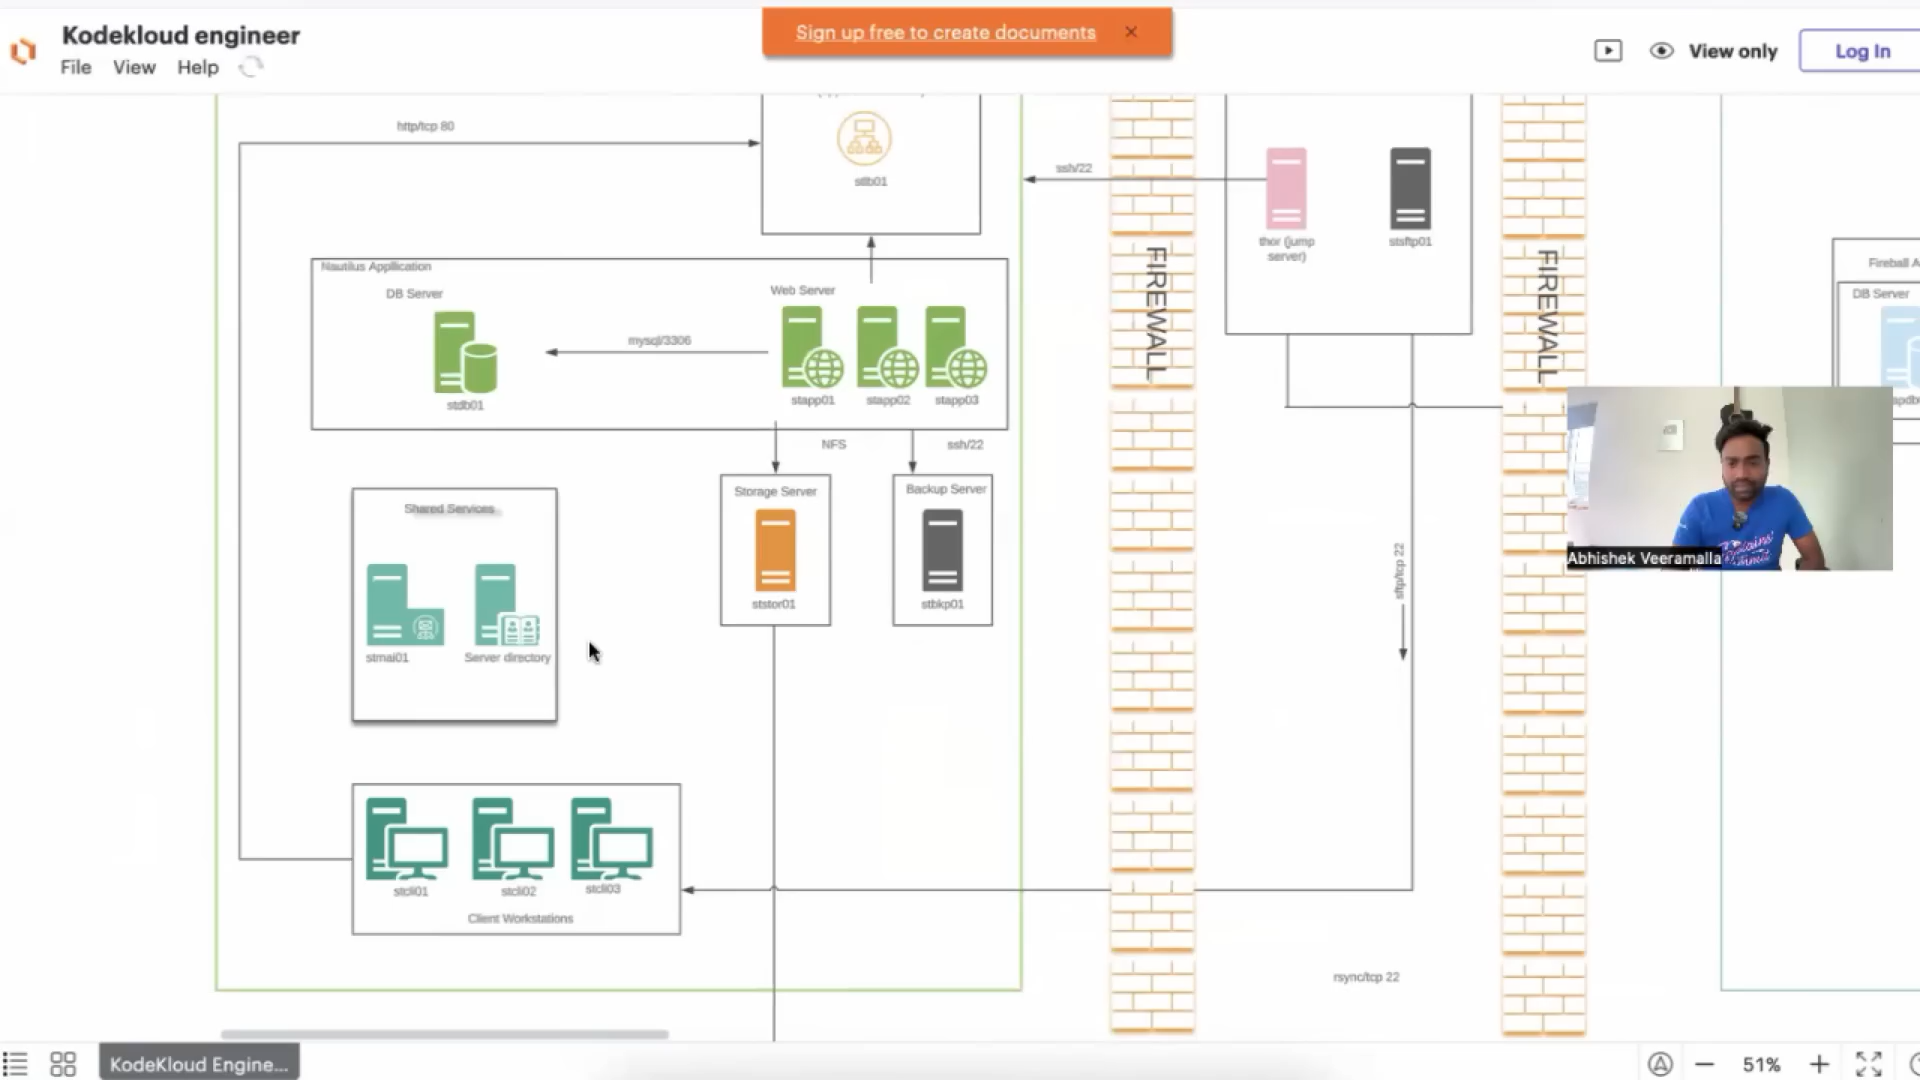 Kodekloud engineer
File View Help
Sign up free to create documents ×
View only
Log In
http/tcp 80
stlb01
ssh/22
thor (jump
server)
stsftp01
FIREWALL
FIREWALL
Nautilus Appllication
DB Server
Web Server
mysql/3306
stdb01
stapp01
stapp02
stapp03
Fireball A
DB Server
NFS
ssh/22
Storage Server
ststor01
Backup Server
stbkp01
Shared Services
stmai01
Server directory
sftp/tcp 22
Abhishek Veeramalla
stcli01
stcli02
stcli03
Client Workstations
rsync/tcp 22
KodeKloud Engine...
51%